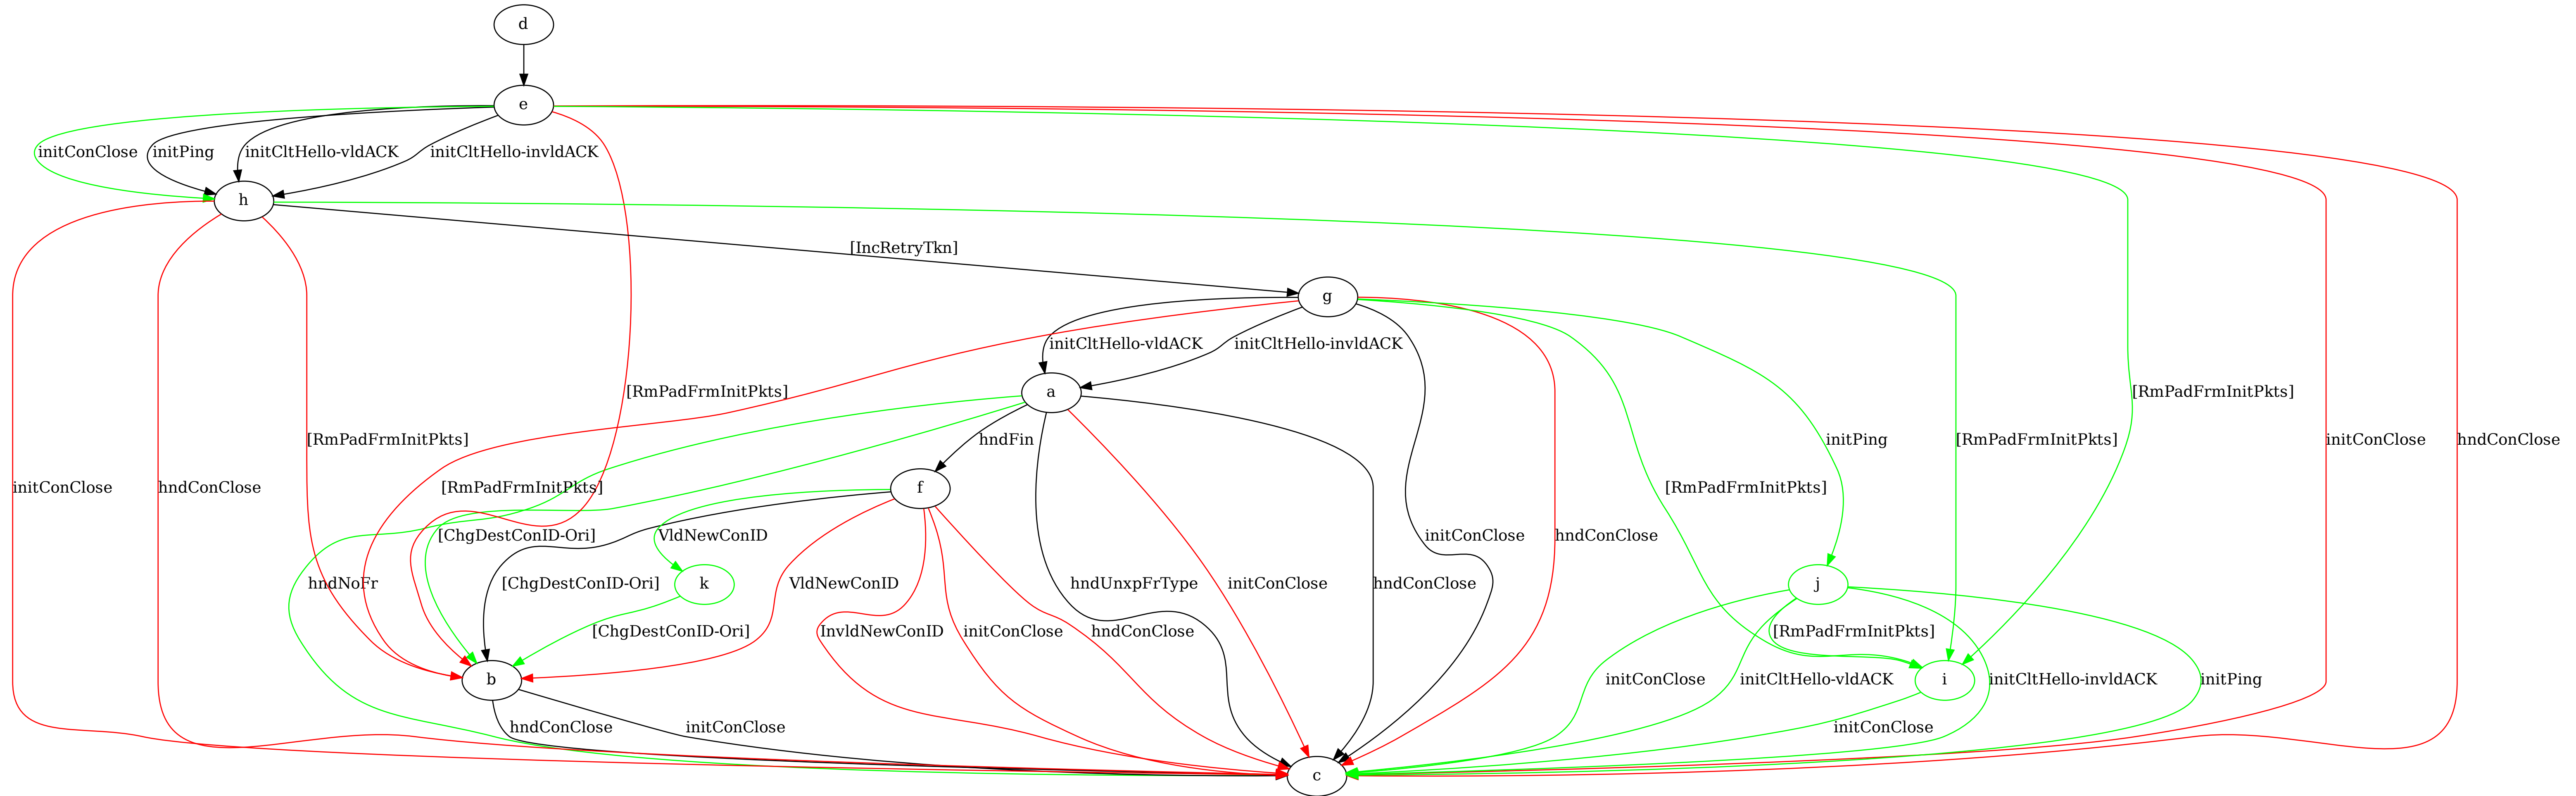 d
e
initConClose
initPing
initCltHello-vldACK
initCltHello-invldACK
h
[IncRetryTkn]
g
initCltHello-vldACK
initCltHello-invldACK
a
[RmPadFrmInitPkts]
[RmPadFrmInitPkts]
[RmPadFrmInitPkts]
hndFin
initPing
[RmPadFrmInitPkts]
initConClose
hndConClose
initConClose
hndConClose
[RmPadFrmInitPkts]
f
[RmPadFrmInitPkts]
[ChgDestConID-Ori]
VldNewConID
initConClose
hndConClose
hndNoFr
[ChgDestConID-Ori]
k
VldNewConID
hndUnxpFrType
initConClose
hndConClose
j
[ChgDestConID-Ori]
InvldNewConID
initConClose
hndConClose
[RmPadFrmInitPkts]
b
initConClose
initCltHello-vldACK
i
initCltHello-invldACK
initPing
hndConClose
initConClose
initConClose
c